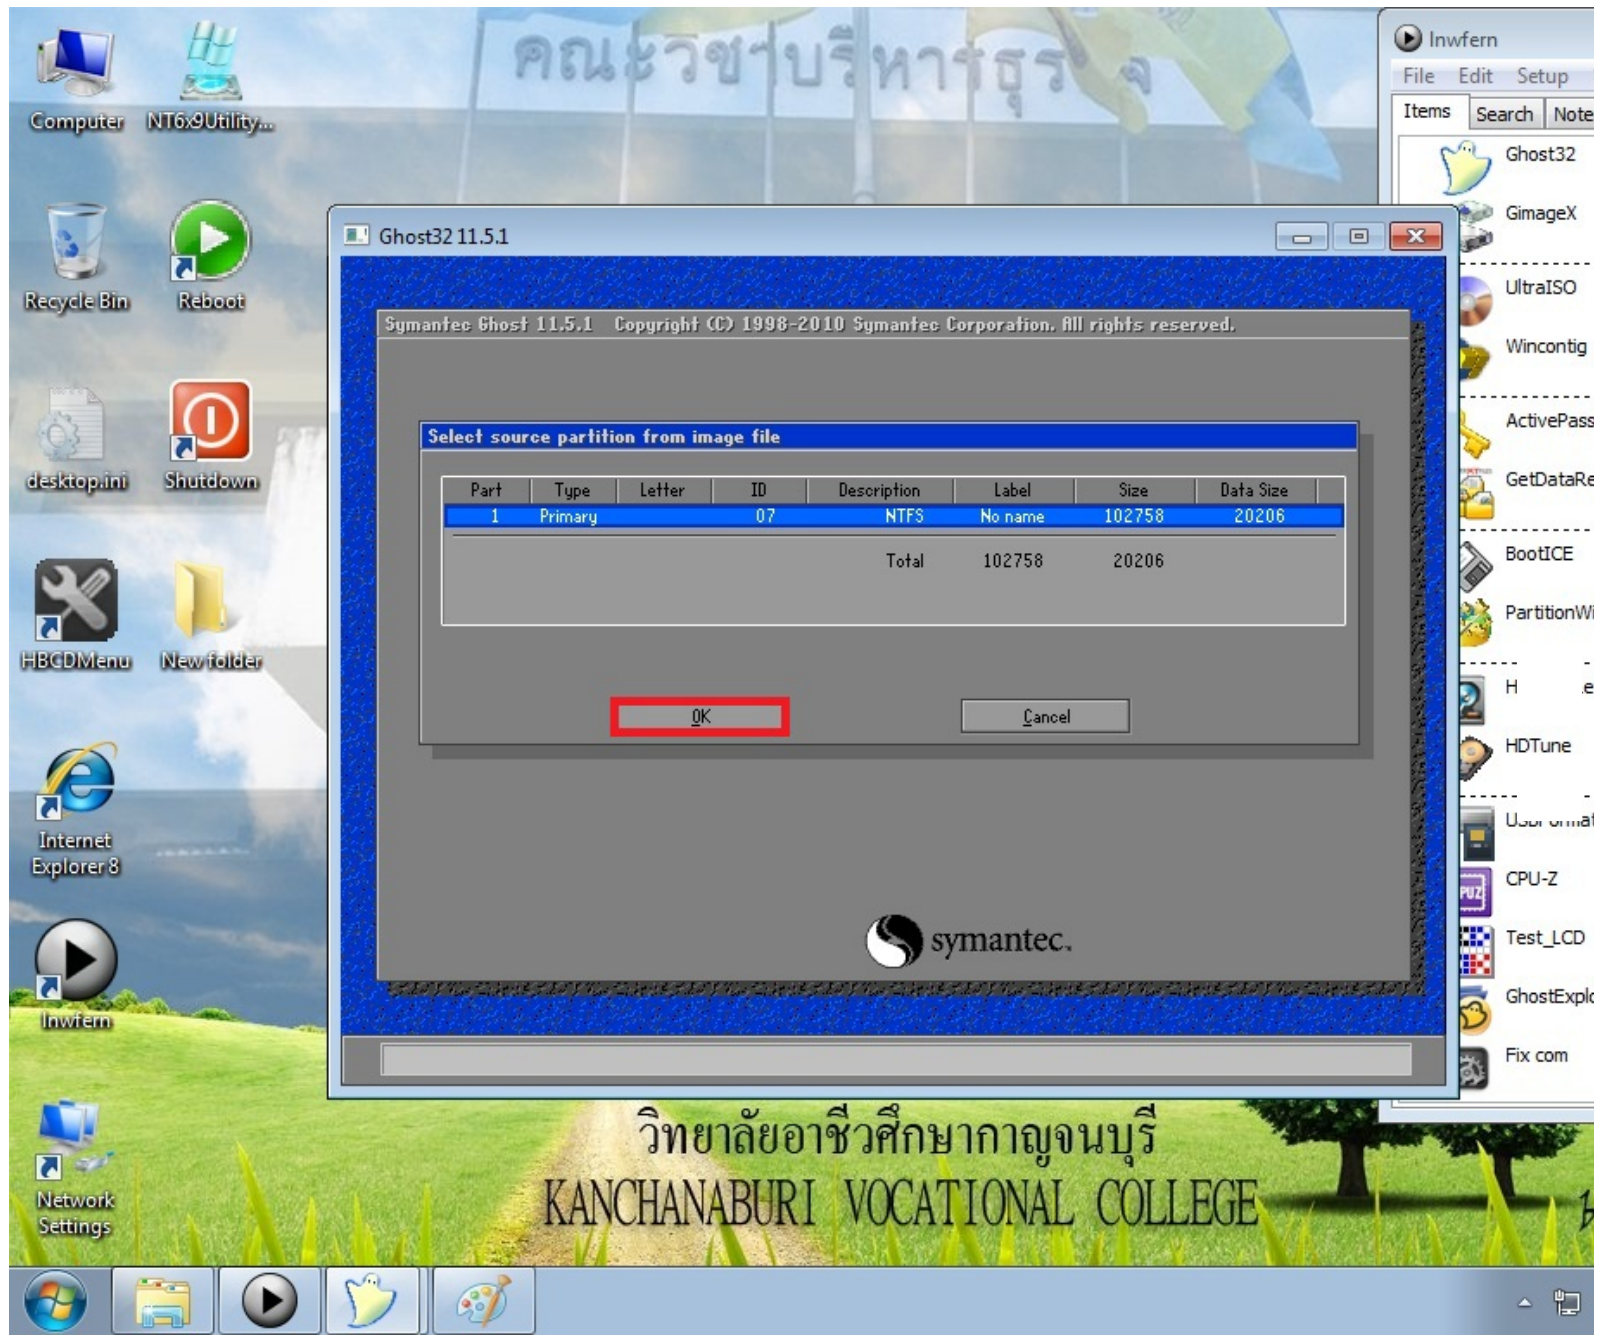 คณะวิชาบริหารธุรกิจ
Computer
NT6x9Utility...
Recycle Bin
Reboot
desktop.ini
Shutdown
HBCDMenu
New folder
Internet
Explorer 8
Inwfern
Network
Settings
Ghost32 11.5.1
Symantec Ghost 11.5.1 Copyright (C) 1998-2010 Symantec Corporation. All rights reserved.
Select source partition from image file
Part Type Letter ID Description Label Size Data Size
1 Primary 07 NTFS No name 102758 20206
Total 102758 20206
OK Cancel
symantec.
Inwfern
File Edit Setup
Items Search Note
Ghost32
GimageX
UltraISO
Wincontig
ActivePass
GetDataRe
BootICE
PartitionWi
HDTune
CPU-Z
Test_LCD
GhostExplo
Fix com
วิทยาลัยอาชีวศึกษากาญจนบุรี
KANCHANABURI VOCATIONAL COLLEGE